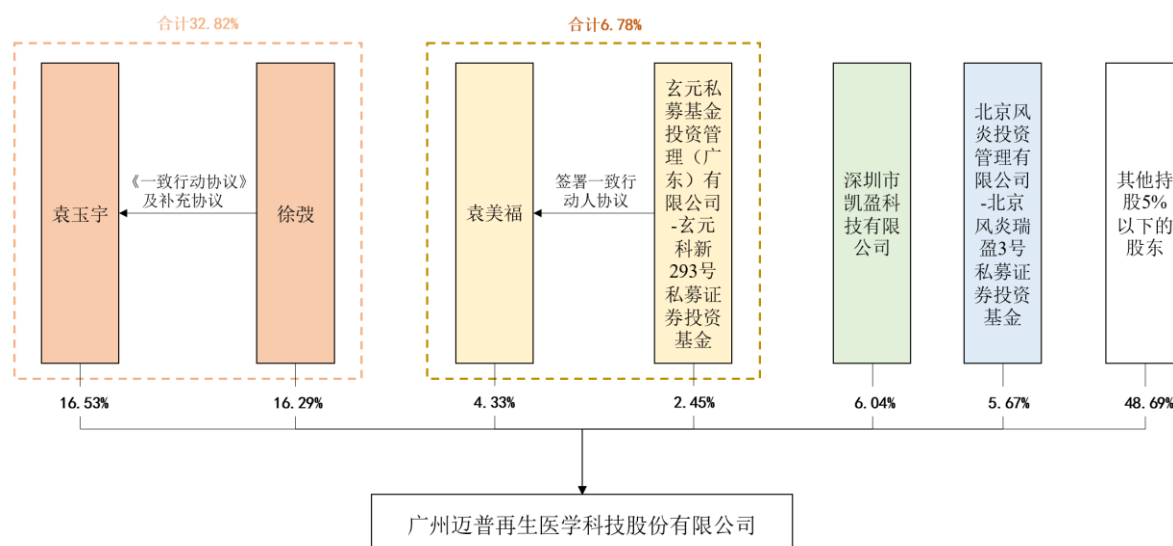 合计32.82%
合计6.78%
袁玉宇
《一致行动协议》
及补充协议
徐弢
袁美福
签署一致行
动人协议
玄元私
募基金
投资管
理（广
东）有
限公司
-玄元
科新
293号
私募证
券投资
基金
深圳市
凯盈科
技有限
公司
北京风
炎投资
管理有
限公司
-北京
风炎瑞
盈3号
私募证
券投资
基金
其他持
股5%
以下的
股东
16.53%
16.29%
4.33%
2.45%
6.04%
5.67%
48.69%
广州迈普再生医学科技股份有限公司